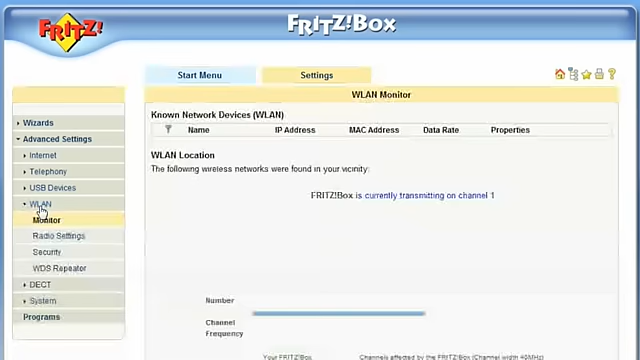 FRITZ!
FRITZ!Box
Start Menu
Settings
WLAN Monitor
Wizards
Advanced Settings
Internet
Telephony
USB Devices
WLAN
Monitor
Radio Settings
Security
WDS Repeater
DECT
System
Programs
Known Network Devices (WLAN)
Name IP Address MAC Address Data Rate Properties
WLAN Location
The following wireless networks were found in your vicinity:
FRITZ!Box is currently transmitting on channel 1
Number
Channel
Frequency
Your FRITZ!Box
Channels affected by the FRITZ!Box (Channel width 40MHz)